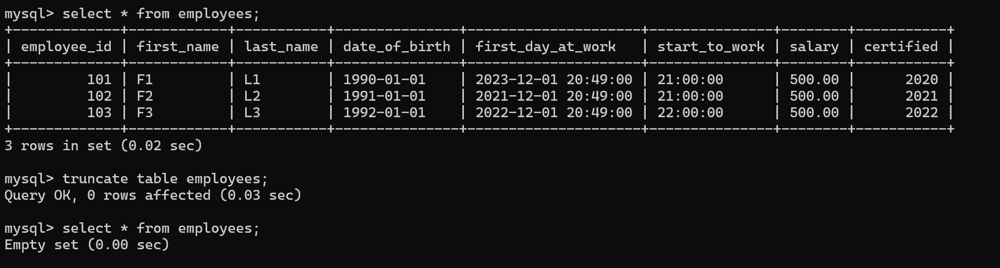 mysql> select * from employees;
+-------------+------------+-----------+---------------+---------------------+---------------+--------+-----------+
| employee_id | first_name | last_name | date_of_birth | first_day_at_work   | start_to_work | salary | certified |
+-------------+------------+-----------+---------------+---------------------+---------------+--------+-----------+
|         101 | F1         | L1        | 1990-01-01    | 2023-12-01 20:49:00 | 21:00:00      | 500.00 |      2020 |
|         102 | F2         | L2        | 1991-01-01    | 2021-12-01 20:49:00 | 21:00:00      | 500.00 |      2021 |
|         103 | F3         | L3        | 1992-01-01    | 2022-12-01 20:49:00 | 22:00:00      | 500.00 |      2022 |
+-------------+------------+-----------+---------------+---------------------+---------------+--------+-----------+
3 rows in set (0.02 sec)
mysql> truncate table employees;
Query OK, 0 rows affected (0.03 sec)
mysql> select * from employees;
Empty set (0.00 sec)